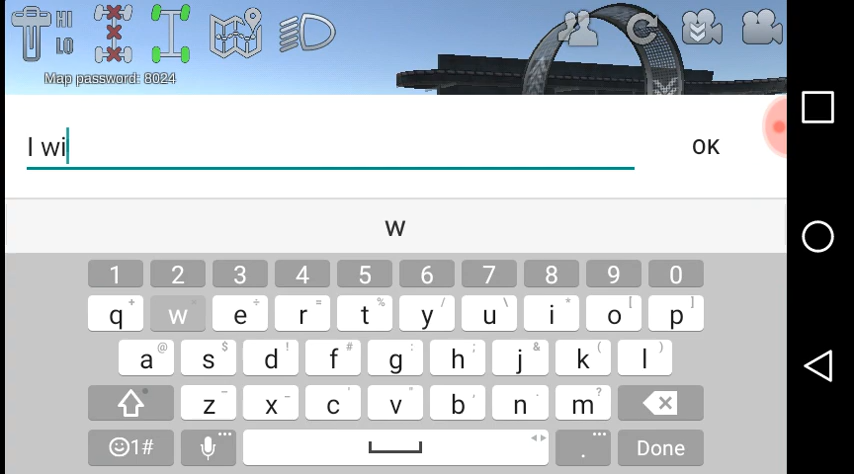 HI
LO
Map password: 8024
I wi
OK
w
1 2 3 4 5 6 7 8 9 0
q + w e ÷ r = t % y / u \ i * o [ p ]
a @ s $ d ! f # g : h ; j & k ( l )
z _ x - c ' v " b , n . m ?
☺1# . Done